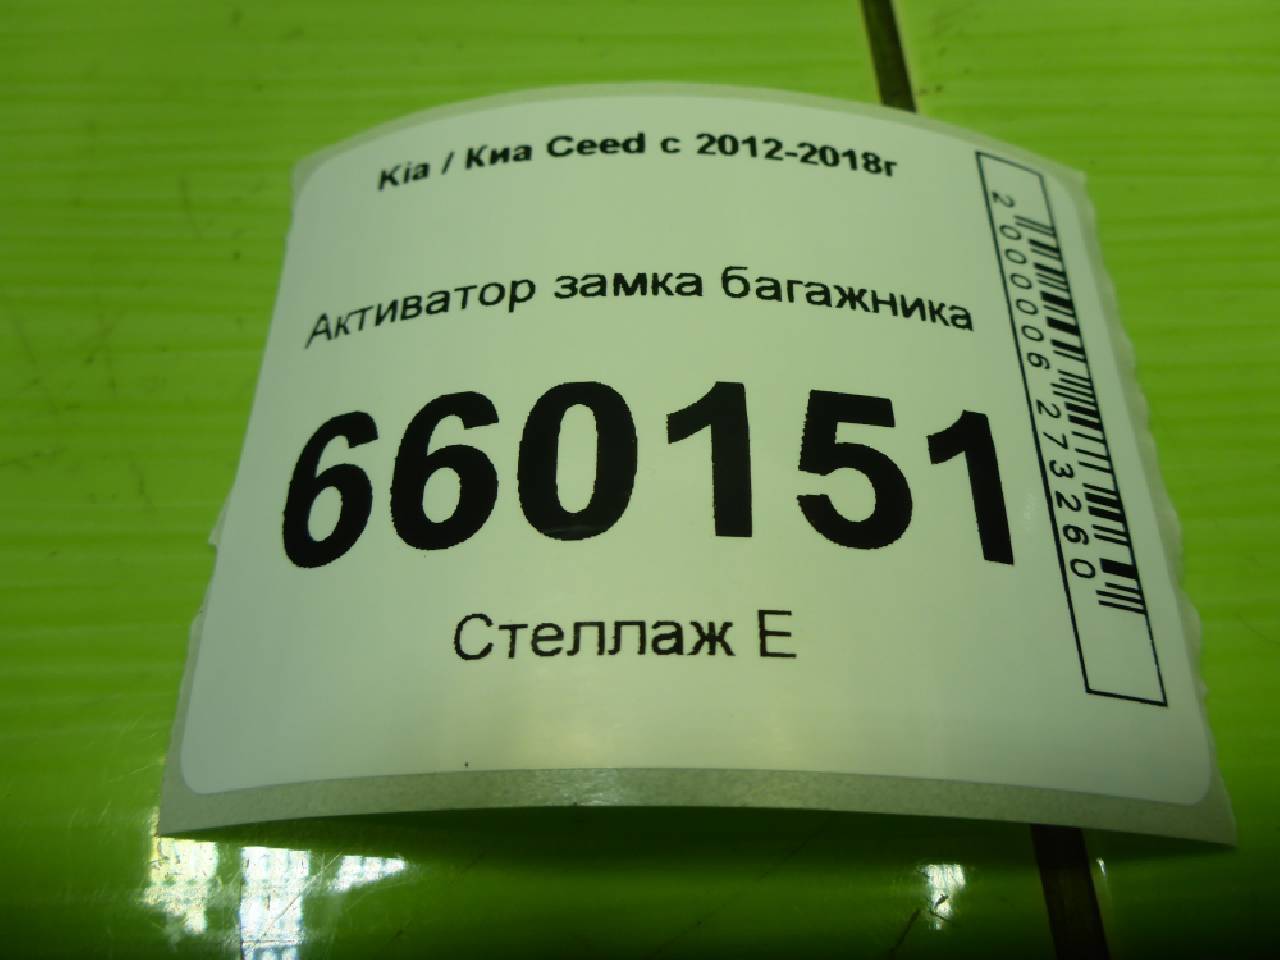 Kia / Киа Ceed с 2012-2018г
Активатор замка багажника
660151
Стеллаж Е
2000006273260